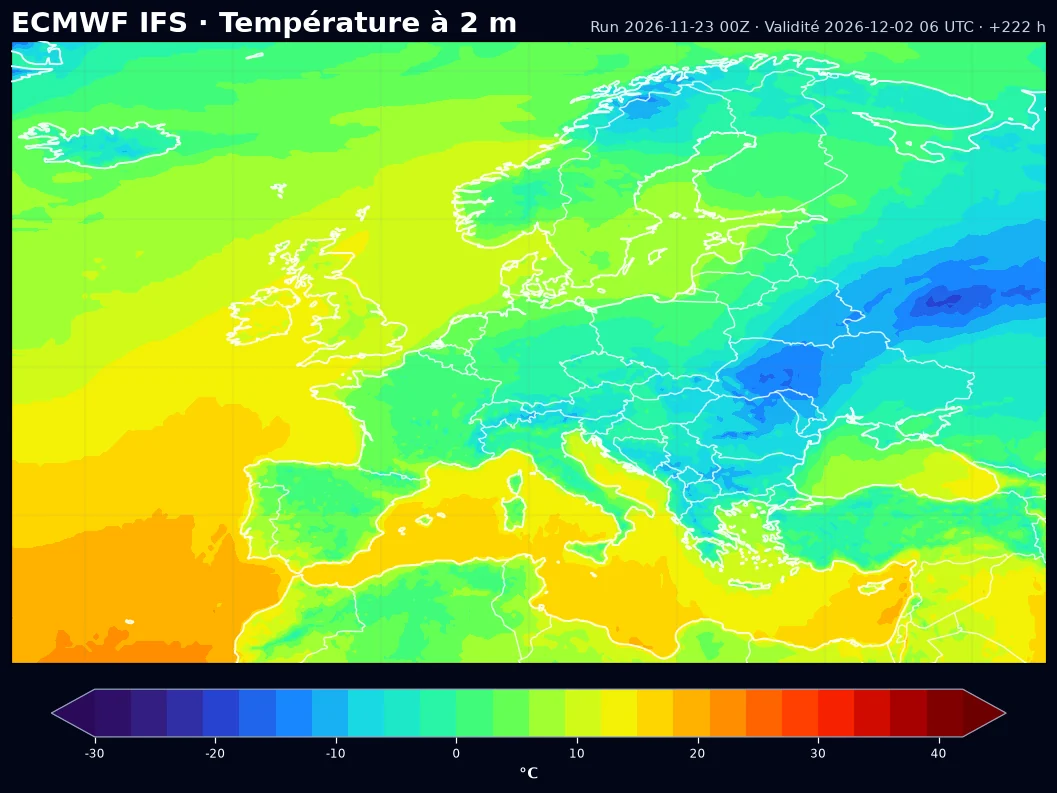 ECMWF IFS · Température à 2 m
Run 2026-11-23 00Z · Validité 2026-12-02 06 UTC · +222 h
-30 -20 -10 0 10 20 30 40
°C